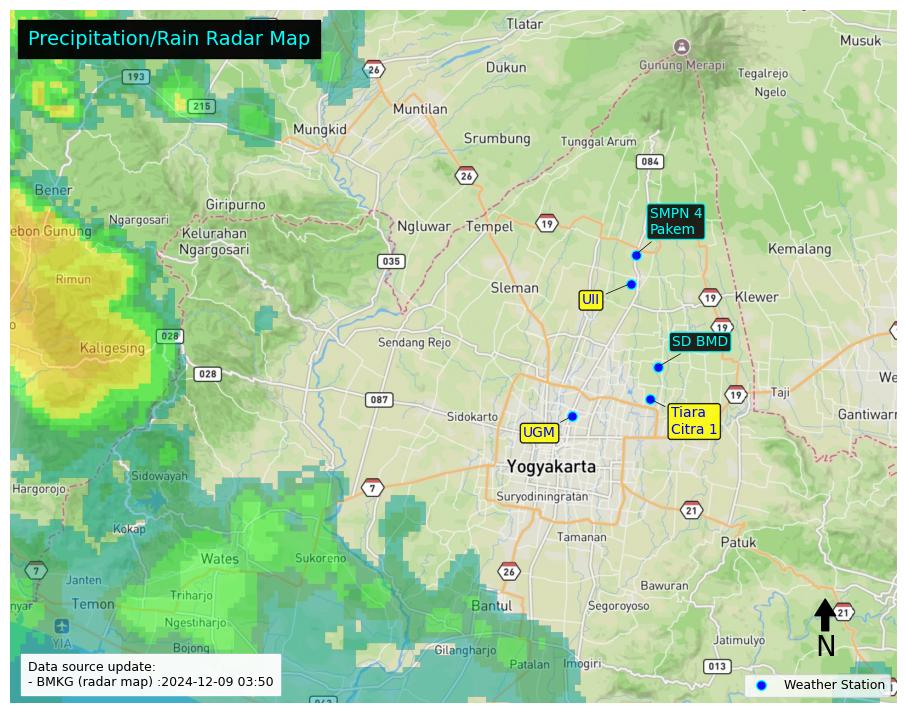 Precipitation/Rain Radar Map
Tlatar
Musuk
26
Gunung Merapi
Dukun
Tegalrejo
193
Ngelo
215
Muntilan
Mungkid
Srumbung
Tunggal Arum
084
26
Bener
Giripurno
SMPN 4
Pakem
Ngargosari
Ngluwar
Tempel
19
ebon Gunung
Kelurahan
Ngargosari
Kemalang
035
Rimun
Sleman
UII
19
Klewer
19
028
Sendang Rejo
SD BMD
Kaligesing
028
We
Taji
19
087
Sidokarto
Tiara
Citra 1
Gantiwarn
UGM
Yogyakarta
Sidowayah
Hargorojo
7
Suryodiningratan
21
Kokap
Tamanan
Patuk
Wates
Sukoreno
7
26
Janten
Bawuran
Triharjo
nyar
Temon
Bantul
Segoroyoso
21
Ngestiharjo
YIA
N
Jatimulyo
Bojong
Gilangharjo
Patalan
Imogiri
013
Data source update:
- BMKG (radar map) :2024-12-09 03:50
Weather Station